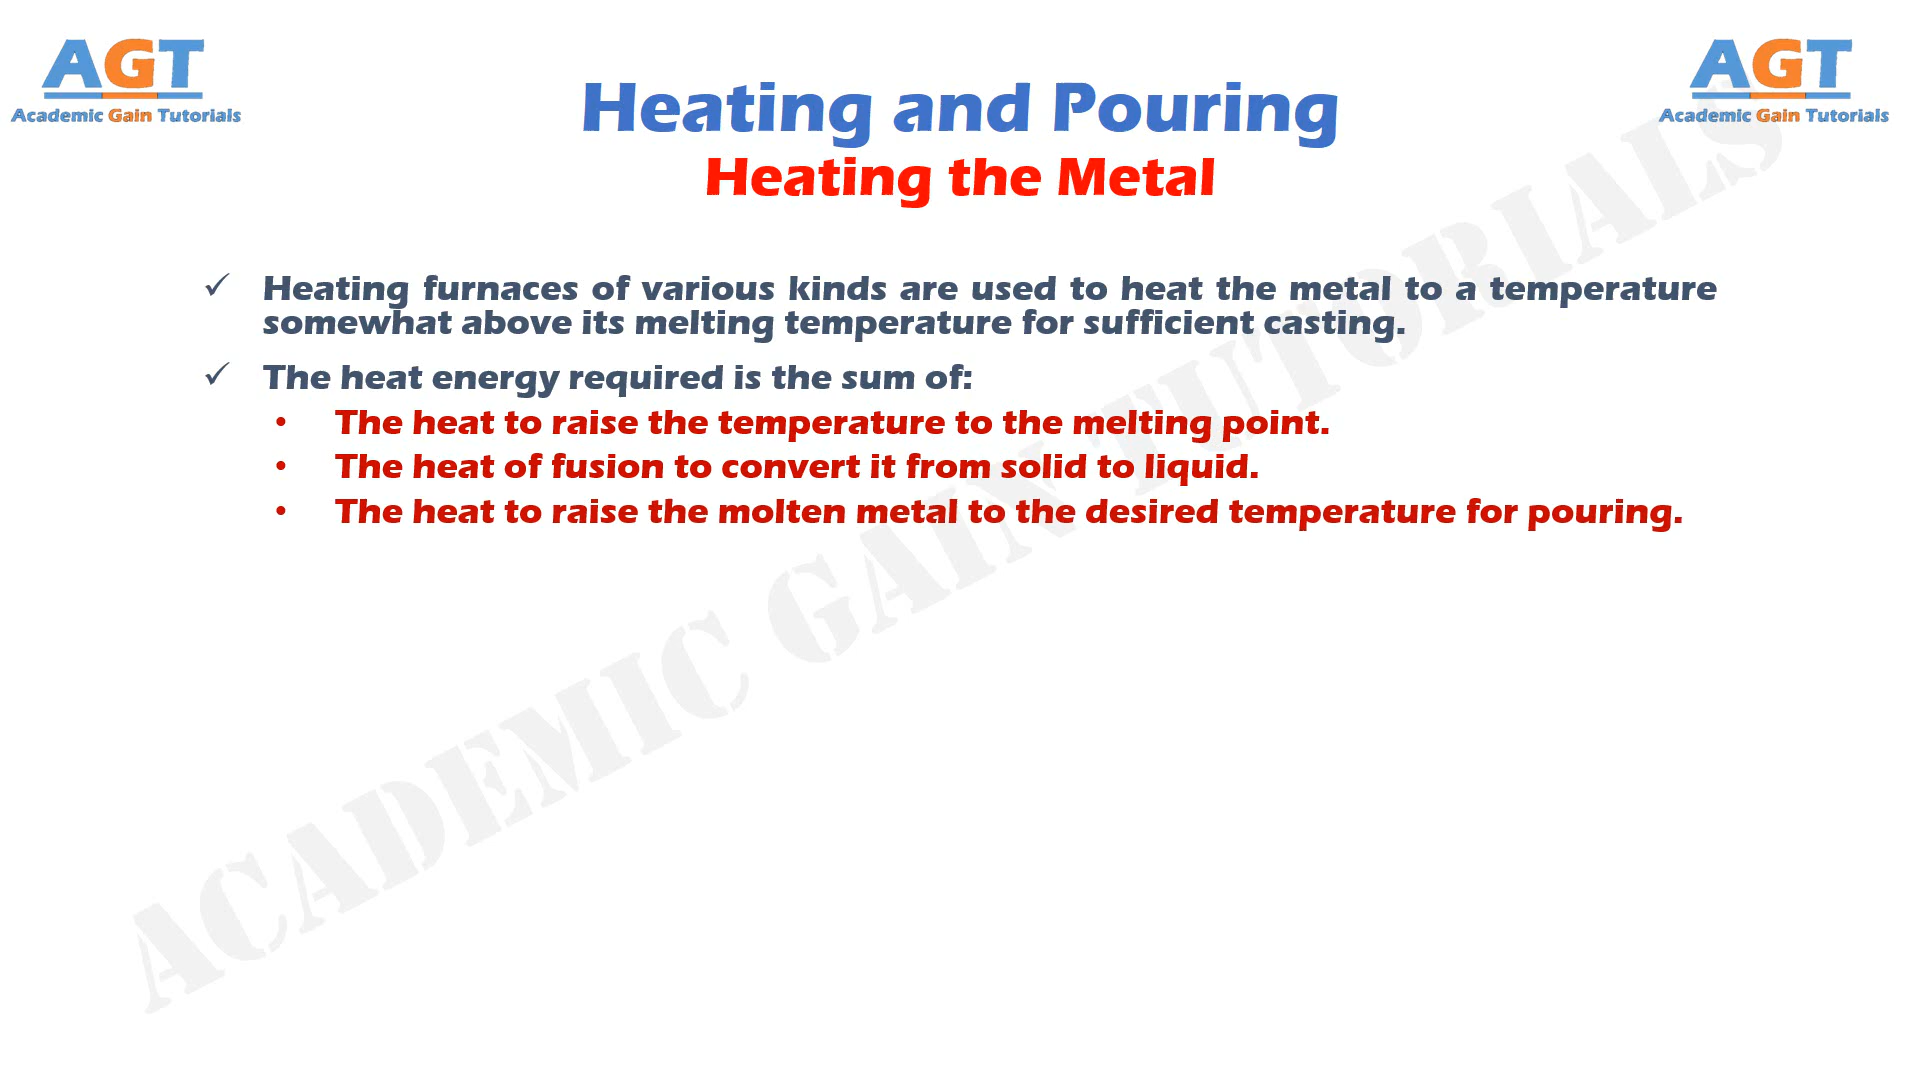 AGT
Academic Gain Tutorials
AGT
Academic Gain Tutorials
Heating and Pouring
Heating the Metal
✓ Heating furnaces of various kinds are used to heat the metal to a temperature
somewhat above its melting temperature for sufficient casting.
✓ The heat energy required is the sum of:
• The heat to raise the temperature to the melting point.
• The heat of fusion to convert it from solid to liquid.
• The heat to raise the molten metal to the desired temperature for pouring.
ACADEMIC GAIN TUTORIALS